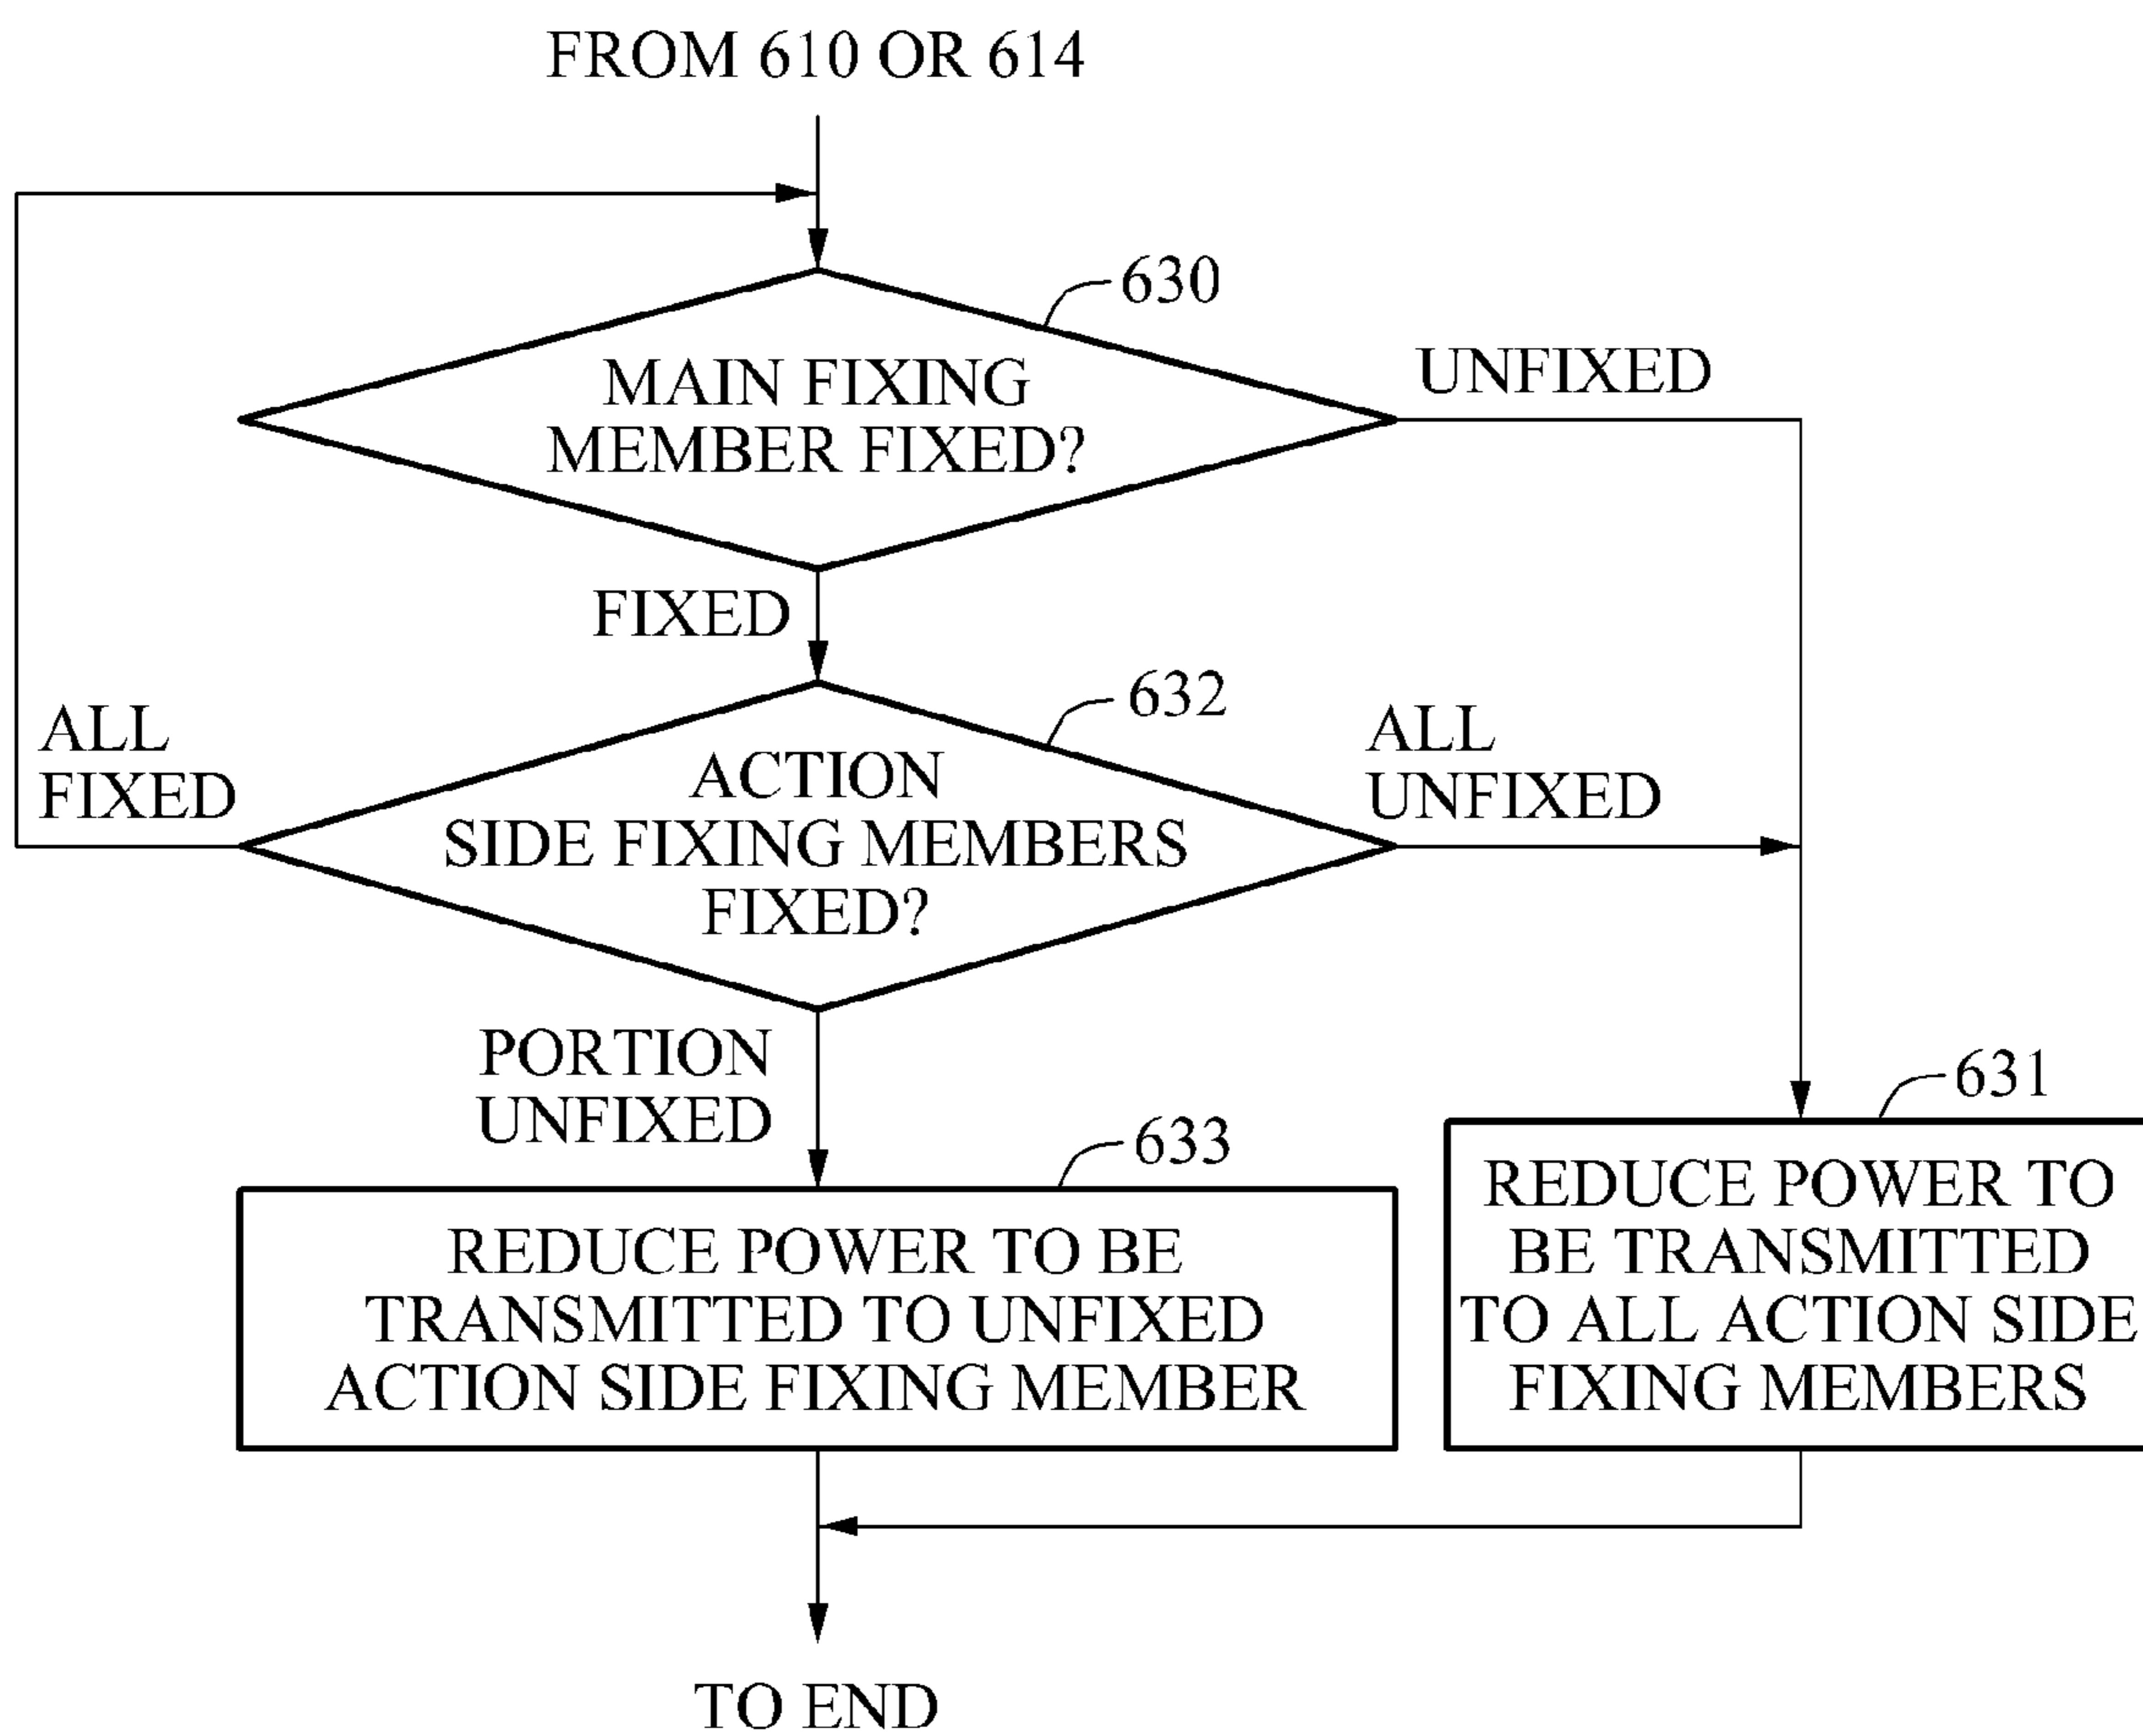 FROM 610 OR 614
630
MAIN FIXING
MEMBER FIXED?
UNFIXED
FIXED
632
ALL
FIXED
ACTION
SIDE FIXING MEMBERS
FIXED?
ALL
UNFIXED
PORTION
UNFIXED
633
REDUCE POWER TO BE
TRANSMITTED TO UNFIXED
ACTION SIDE FIXING MEMBER
631
REDUCE POWER TO
BE TRANSMITTED
TO ALL ACTION SIDE
FIXING MEMBERS
TO END